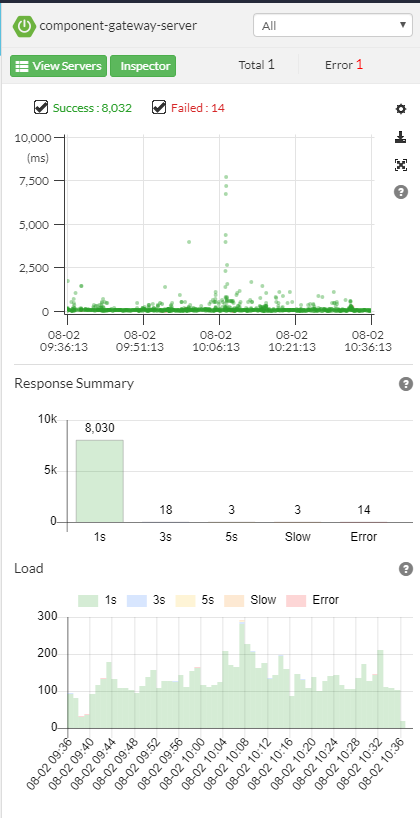 component-gateway-server All
View Servers Inspector Total 1 Error 1
Success : 8,032 Failed : 14
10,000
(ms)
7,500
5,000
2,500
0
08-02 08-02 08-02 08-02 08-02
09:36:13 09:51:13 10:06:13 10:21:13 10:36:13
Response Summary
10k
8,030
5k
18 3 3 14
0
1s 3s 5s Slow Error
Load
1s 3s 5s Slow Error
300
200
100
0
08-02 09:36 08-02 09:40 08-02 09:44 08-02 09:48 08-02 09:52 08-02 09:56 08-02 10:00 08-02 10:04 08-02 10:08 08-02 10:12 08-02 10:16 08-02 10:20 08-02 10:24 08-02 10:28 08-02 10:32 08-02 10:36